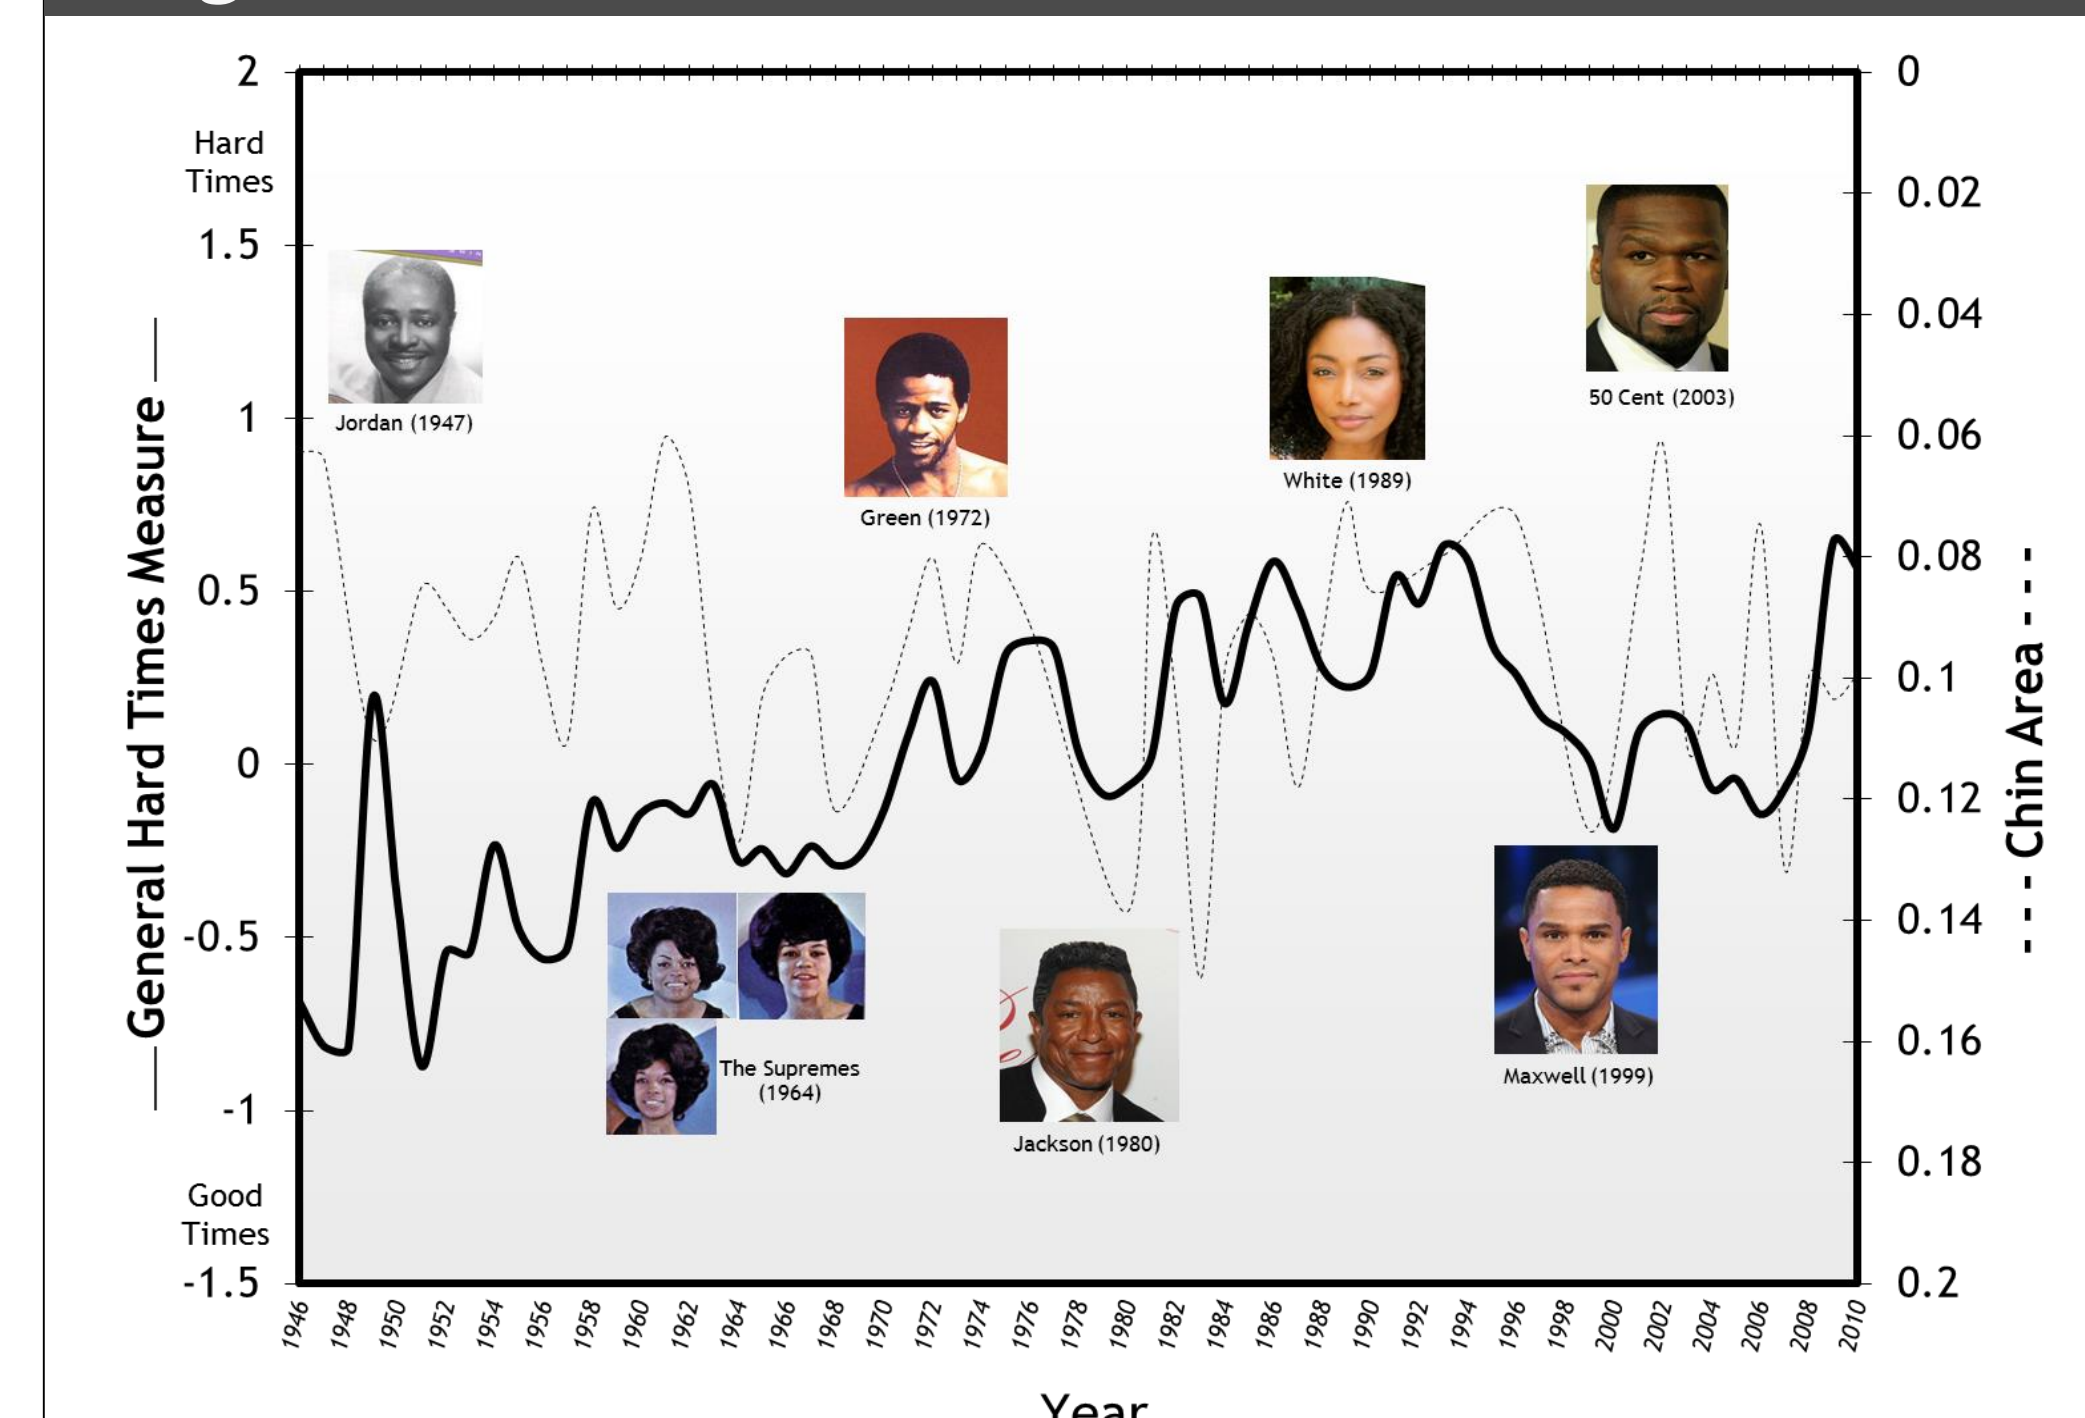 2
0
Hard
Times
0.02
1.5
0.04
Jordan (1947)
50 Cent (2003)
1
0.06
White (1989)
Green (1972)
0.5
0.08
0.1
0
0.12
-0.5
0.14
0.16
The Supremes
(1964)
Maxwell (1999)
-1
Jackson (1980)
0.18
Good
Times
-1.5
0.2
General Hard Times Measure
- - - Chin Area - - -
1946 1948 1950 1952 1954 1956 1958 1960 1962 1964 1966 1968 1970 1972 1974 1976 1978 1980 1982 1984 1986 1988 1990 1992 1994 1996 1998 2000 2002 2004 2006 2008 2010
Year